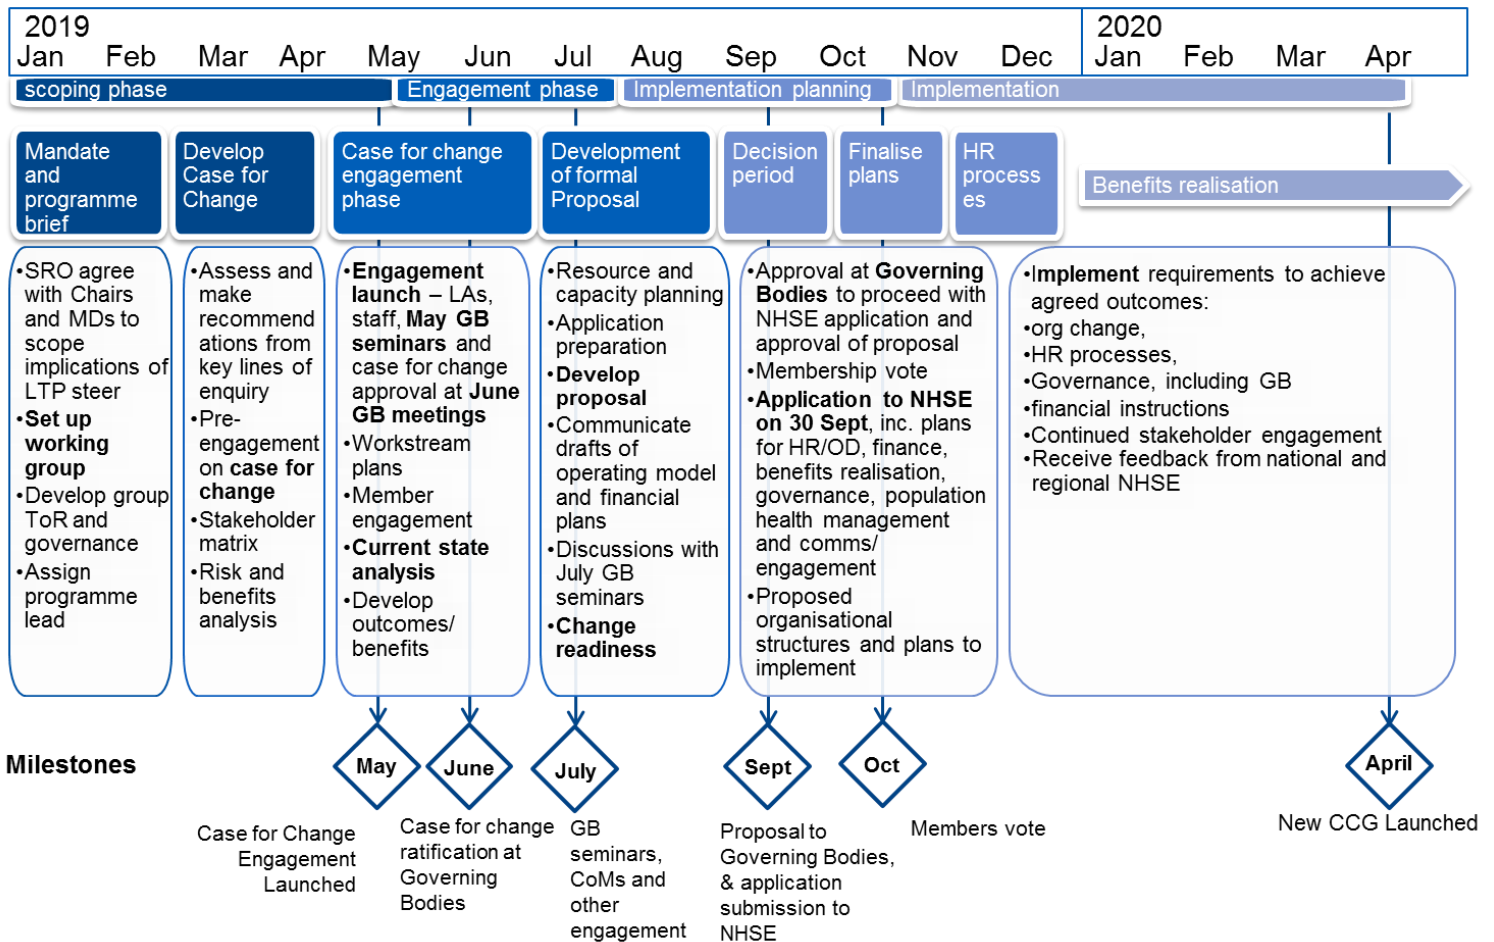 2019
2020
Jan Feb Mar Apr May Jun Jul Aug Sep Oct Nov Dec Jan Feb Mar Apr
scoping phase
Engagement phase
Implementation planning
Implementation
Mandate
and
programme
brief
Develop
Case for
Change
Case for change
engagement
phase
Development
of formal
Proposal
Decision
period
Finalise
plans
HR
process
es
Benefits realisation
•SRO agree
with Chairs
and MDs to
scope
implications of
LTP steer
•Set up
working
group
•Develop group
ToR and
governance
•Assign
programme
lead
•Assess and
make
recommend
ations from
key lines of
enquiry
•Pre-
engagement
on case for
change
•Stakeholder
matrix
•Risk and
benefits
analysis
•Engagement
launch – LAs,
staff, May GB
seminars and
case for change
approval at June
GB meetings
•Workstream
plans
•Member
engagement
•Current state
analysis
•Develop
outcomes/
benefits
•Resource and
capacity planning
•Application
preparation
•Develop
proposal
•Communicate
drafts of
operating model
and financial
plans
•Discussions with
July GB
seminars
•Change
readiness
•Approval at Governing
Bodies to proceed with
NHSE application and
approval of proposal
•Membership vote
•Application to NHSE
on 30 Sept, inc. plans
for HR/OD, finance,
benefits realisation,
governance, population
health management
and comms/
engagement
•Proposed
organisational
structures and plans to
implement
•Implement requirements to achieve
agreed outcomes:
•org change,
•HR processes,
•Governance, including GB
•financial instructions
•Continued stakeholder engagement
•Receive feedback from national and
regional NHSE
Milestones
May
June
July
Sept
Oct
April
Case for Change
Engagement
Launched
Case for change
ratification at
Governing
Bodies
GB
seminars,
CoMs and
other
engagement
Proposal to
Governing Bodies,
& application
submission to
NHSE
Members vote
New CCG Launched